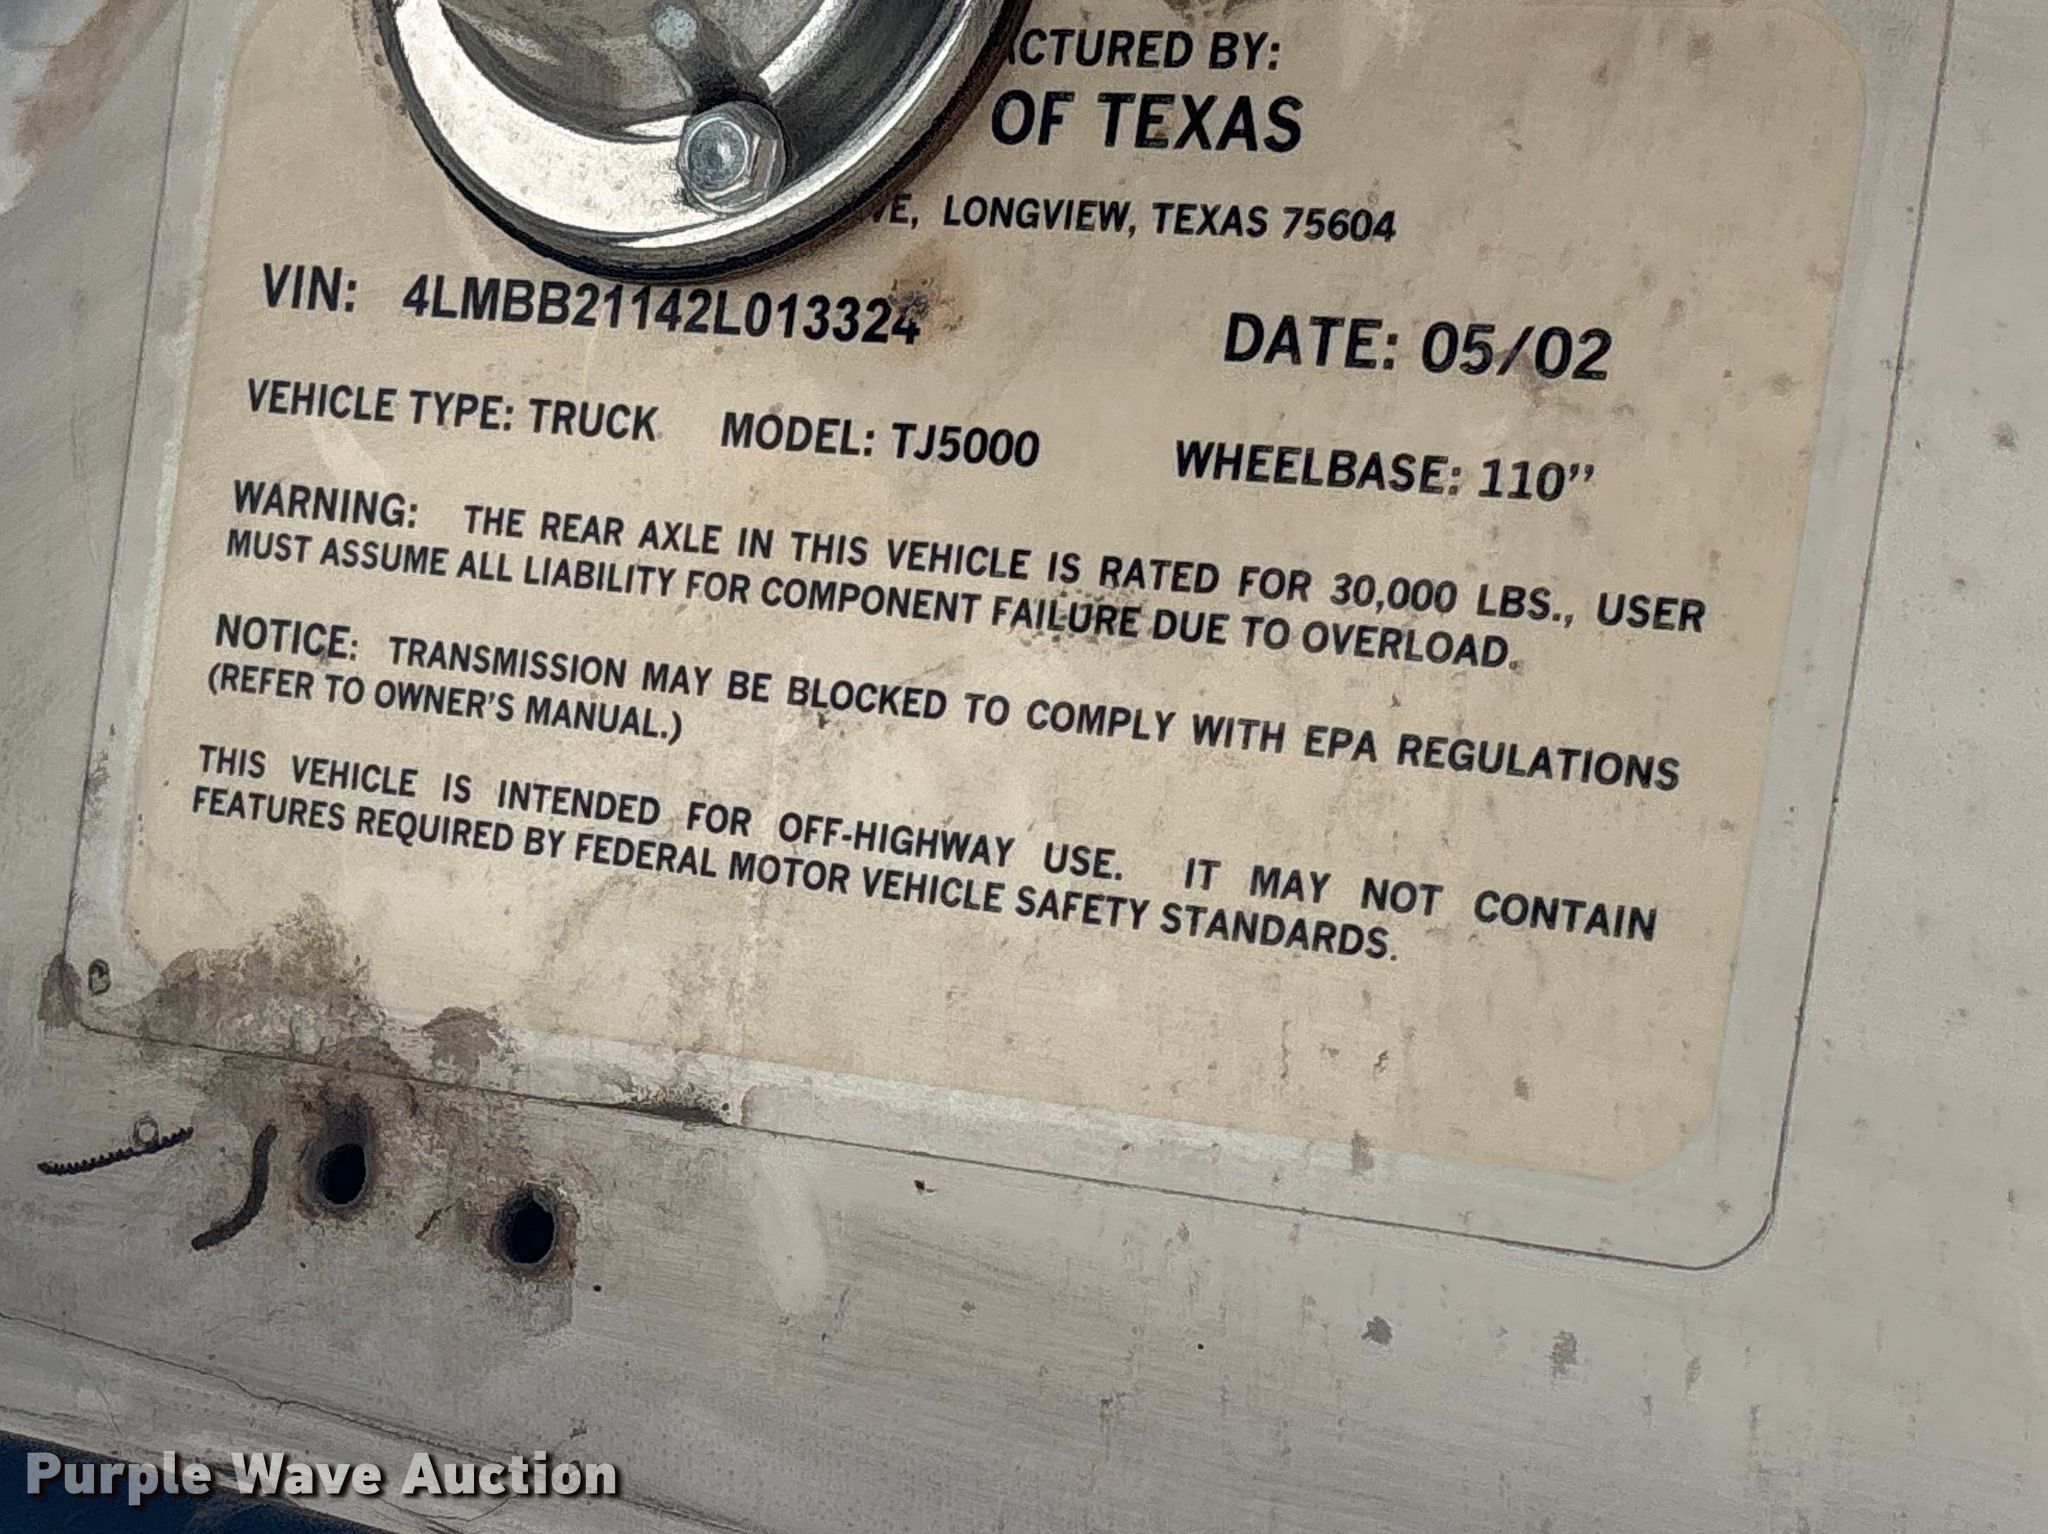 ACTURED BY:
OF TEXAS
VE, LONGVIEW, TEXAS 75604
VIN: 4LMBB21142L013324
DATE: 05/02
VEHICLE TYPE: TRUCK MODEL: TJ5000 WHEELBASE: 110”
WARNING: THE REAR AXLE IN THIS VEHICLE IS RATED FOR 30,000 LBS., USER
MUST ASSUME ALL LIABILITY FOR COMPONENT FAILURE DUE TO OVERLOAD.
NOTICE: TRANSMISSION MAY BE BLOCKED TO COMPLY WITH EPA REGULATIONS
(REFER TO OWNER'S MANUAL.)
THIS VEHICLE IS INTENDED FOR OFF-HIGHWAY USE. IT MAY NOT CONTAIN
FEATURES REQUIRED BY FEDERAL MOTOR VEHICLE SAFETY STANDARDS.
Purple Wave Auction